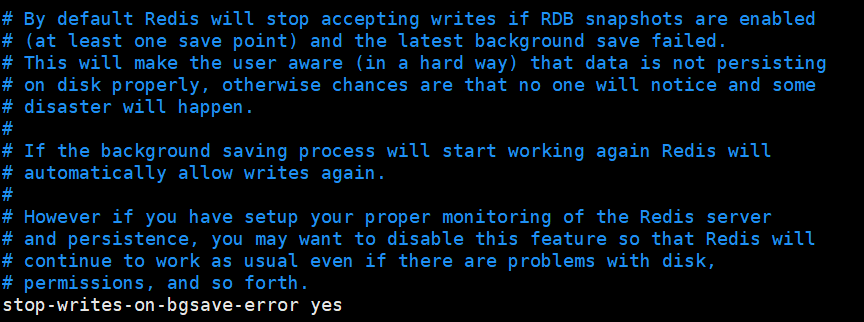 # By default Redis will stop accepting writes if RDB snapshots are enabled
# (at least one save point) and the latest background save failed.
# This will make the user aware (in a hard way) that data is not persisting
# on disk properly, otherwise chances are that no one will notice and some
# disaster will happen.
#
# If the background saving process will start working again Redis will
# automatically allow writes again.
#
# However if you have setup your proper monitoring of the Redis server
# and persistence, you may want to disable this feature so that Redis will
# continue to work as usual even if there are problems with disk,
# permissions, and so forth.
stop-writes-on-bgsave-error yes